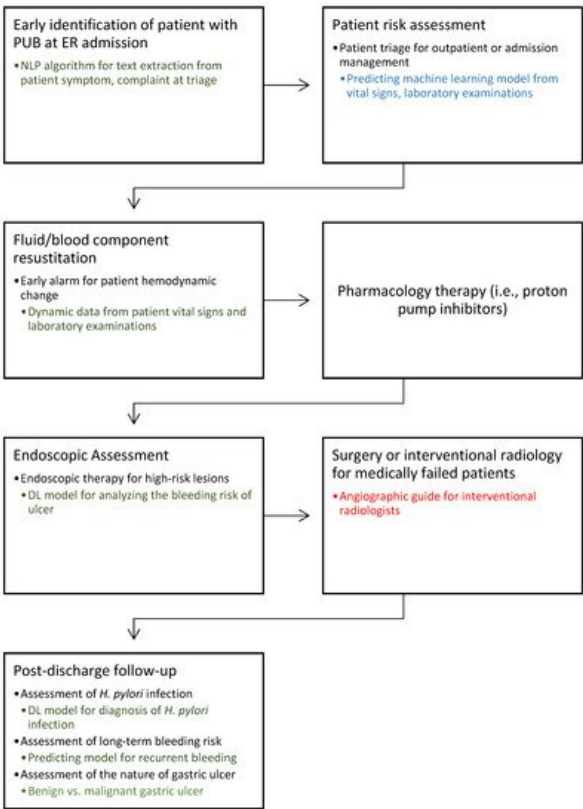 Early identification of patient with
PUB at ER admission
•NLP algorithm for text extraction from
patient symptom, complaint at triage
Patient risk assessment
•Patient triage for outpatient or admission
management
•Predicting machine learning model from
vital signs, laboratory examinations
Fluid/blood component
resustitation
•Early alarm for patient hemodynamic
change
•Dynamic data from patient vital signs and
laboratory examinations
Pharmacology therapy (i.e., proton
pump inhibitors)
Endoscopic Assessment
•Endoscopic therapy for high-risk lesions
•DL model for analyzing the bleeding risk of
ulcer
Surgery or interventional radiology
for medically failed patients
•Angiographic guide for interventional
radiologists
Post-discharge follow-up
•Assessment of H. pylori infection
•DL model for diagnosis of H. pylori
infection
•Assessment of long-term bleeding risk
•Predicting model for recurrent bleeding
•Assessment of the nature of gastric ulcer
•Benign vs. malignant gastric ulcer